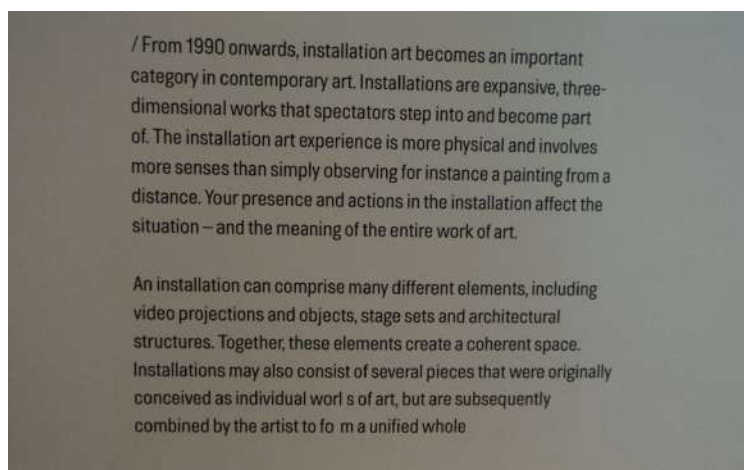 / From 1990 onwards, installation art becomes an important
category in contemporary art. Installations are expansive, three-
dimensional works that spectators step into and become part
of. The installation art experience is more physical and involves
more senses than simply observing for instance a painting from a
distance. Your presence and actions in the installation affect the
situation – and the meaning of the entire work of art.

An installation can comprise many different elements, including
video projections and objects, stage sets and architectural
structures. Together, these elements create a coherent space.
Installations may also consist of several pieces that were originally
conceived as individual worl s of art, but are subsequently
combined by the artist to fo m a unified whole